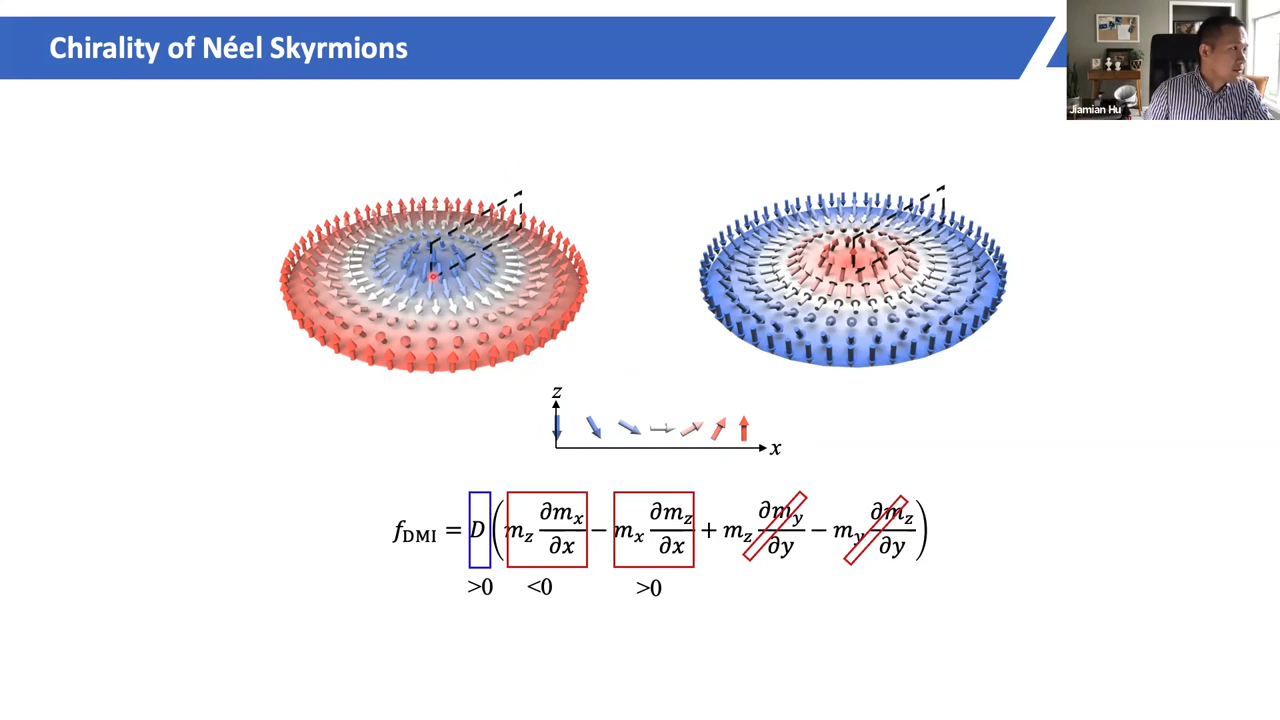 Chirality of Néel Skyrmions
Jiamian Hu
z
x
f_DMI = D(m_z ∂m_x/∂x − m_x ∂m_z/∂x + m_z ∂m_y/∂y − m_y ∂m_z/∂y)
>0 <0 >0